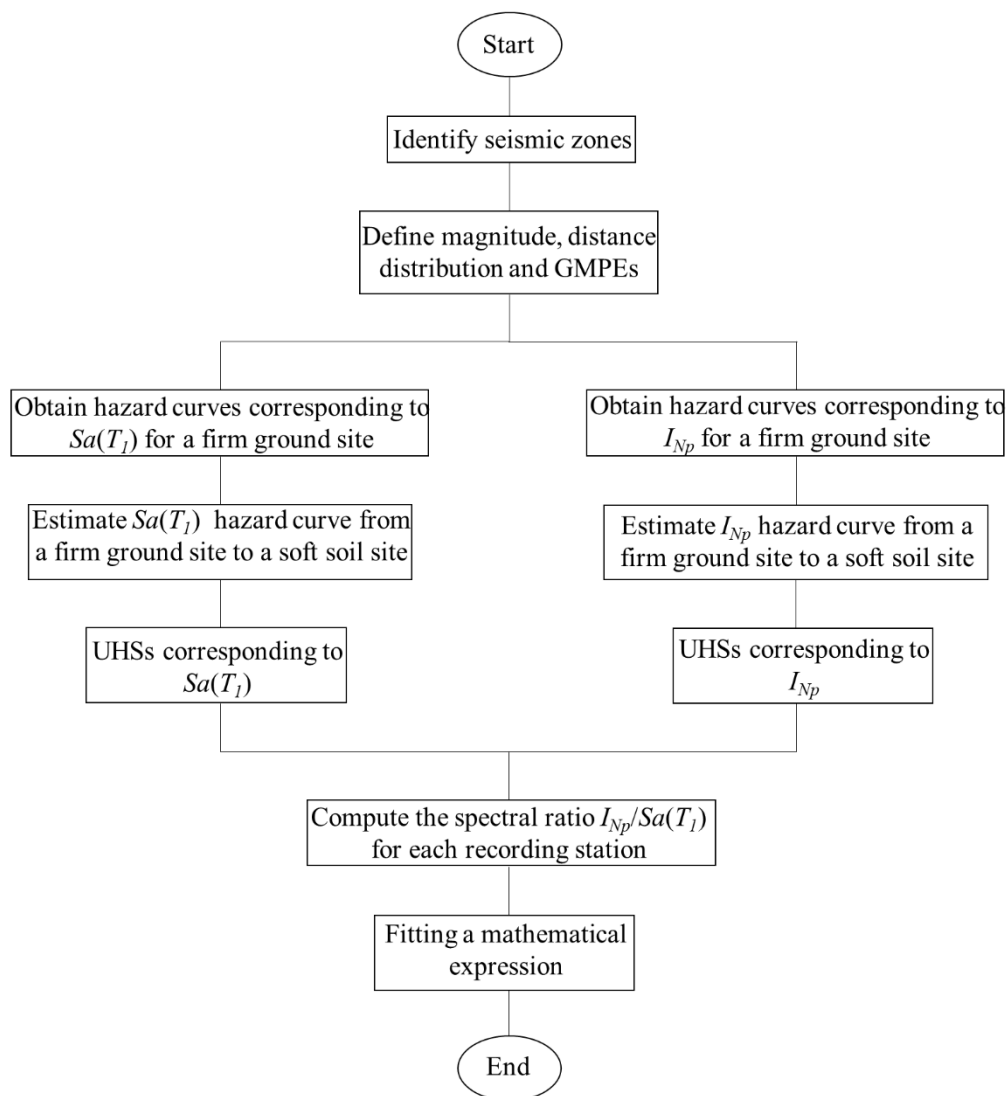 Start
Identify seismic zones
Define magnitude, distance
distribution and GMPEs
Obtain hazard curves corresponding to
Sa(T1) for a firm ground site
Estimate Sa(T1) hazard curve from
a firm ground site to a soft soil site
UHSs corresponding to
Sa(T1)
Obtain hazard curves corresponding to
INp for a firm ground site
Estimate INp hazard curve from a
firm ground site to a soft soil site
UHSs corresponding to
INp
Compute the spectral ratio INp/Sa(T1)
for each recording station
Fitting a mathematical
expression
End